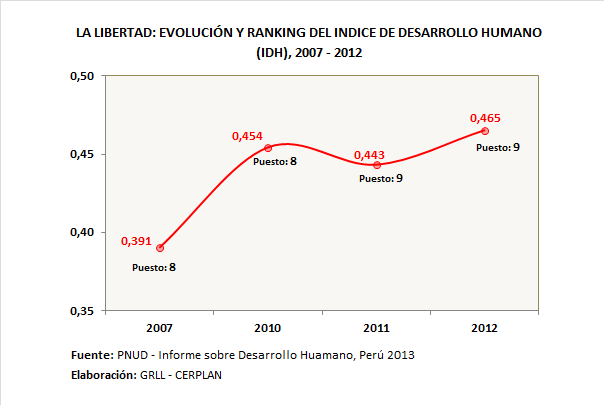 LA LIBERTAD: EVOLUCIÓN Y RANKING DEL INDICE DE DESARROLLO HUMANO
(IDH), 2007 - 2012
0,50
0,465
0,454
Puesto: 9
0,45
0,443
Puesto: 8
Puesto: 9
0,391
0,40
Puesto: 8
0,35
2007 2010 2011 2012
Fuente: PNUD - Informe sobre Desarrollo Huamano, Perú 2013
Elaboración: GRLL - CERPLAN